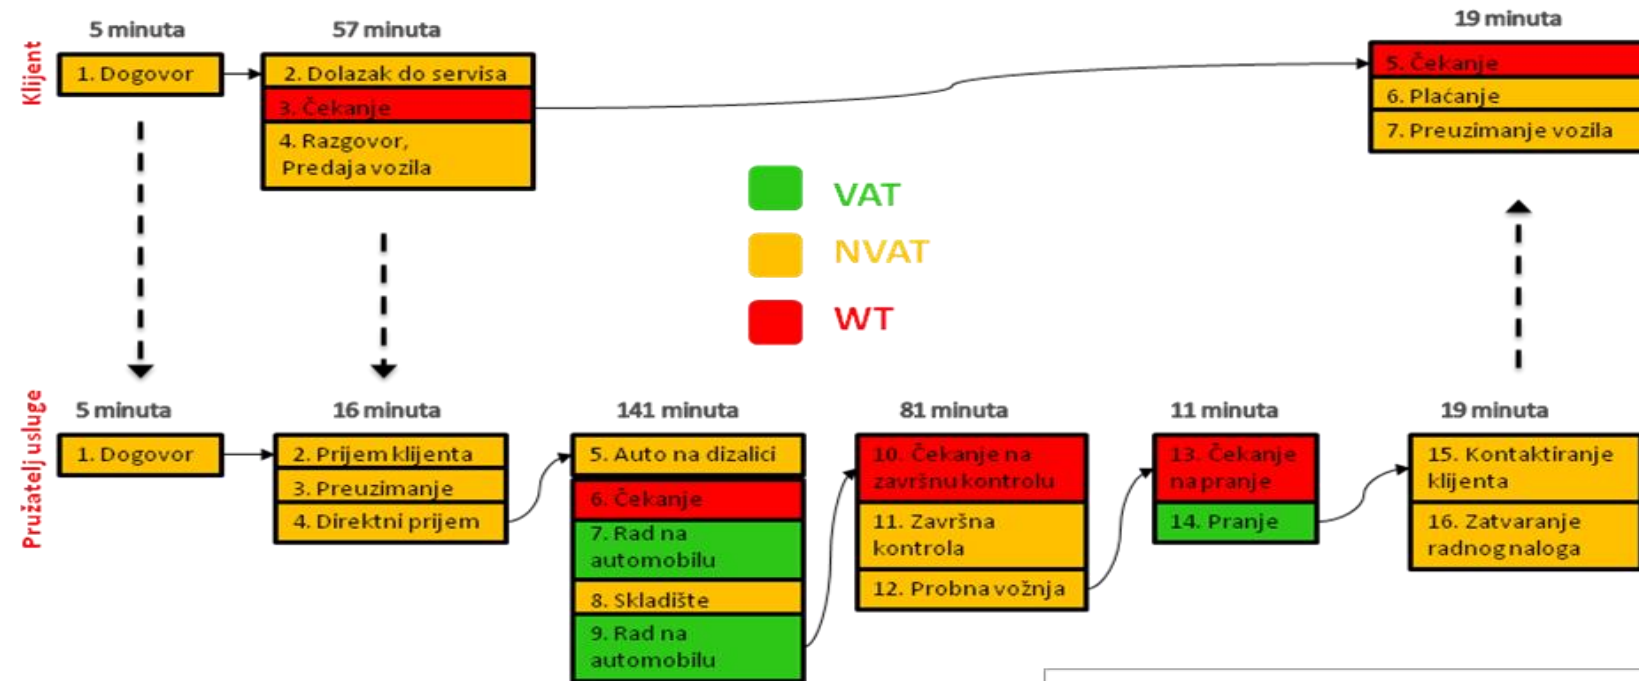 5 minuta
57 minuta
19 minuta
Klijent
1. Dogovor
2. Dolazak do servisa
3. Čekanje
4. Razgovor,
Predaja vozila
5. Čekanje
6. Plaćanje
7. Preuzimanje vozila
VAT
NVAT
WT
Pružatelj usluge
5 minuta
16 minuta
141 minuta
81 minuta
11 minuta
19 minuta
1. Dogovor
2. Prijem klijenta
3. Preuzimanje
4. Direktni prijem
5. Auto na dizalici
6. Čekanje
7. Rad na
automobilu
8. Skladište
9. Rad na
automobilu
10. Čekanje na
završnu kontrolu
11. Završna
kontrola
12. Probna vožnja
13. Čekanje
na pranje
14. Pranje
15. Kontaktiranje
klijenta
16. Zatvaranje
radnog naloga